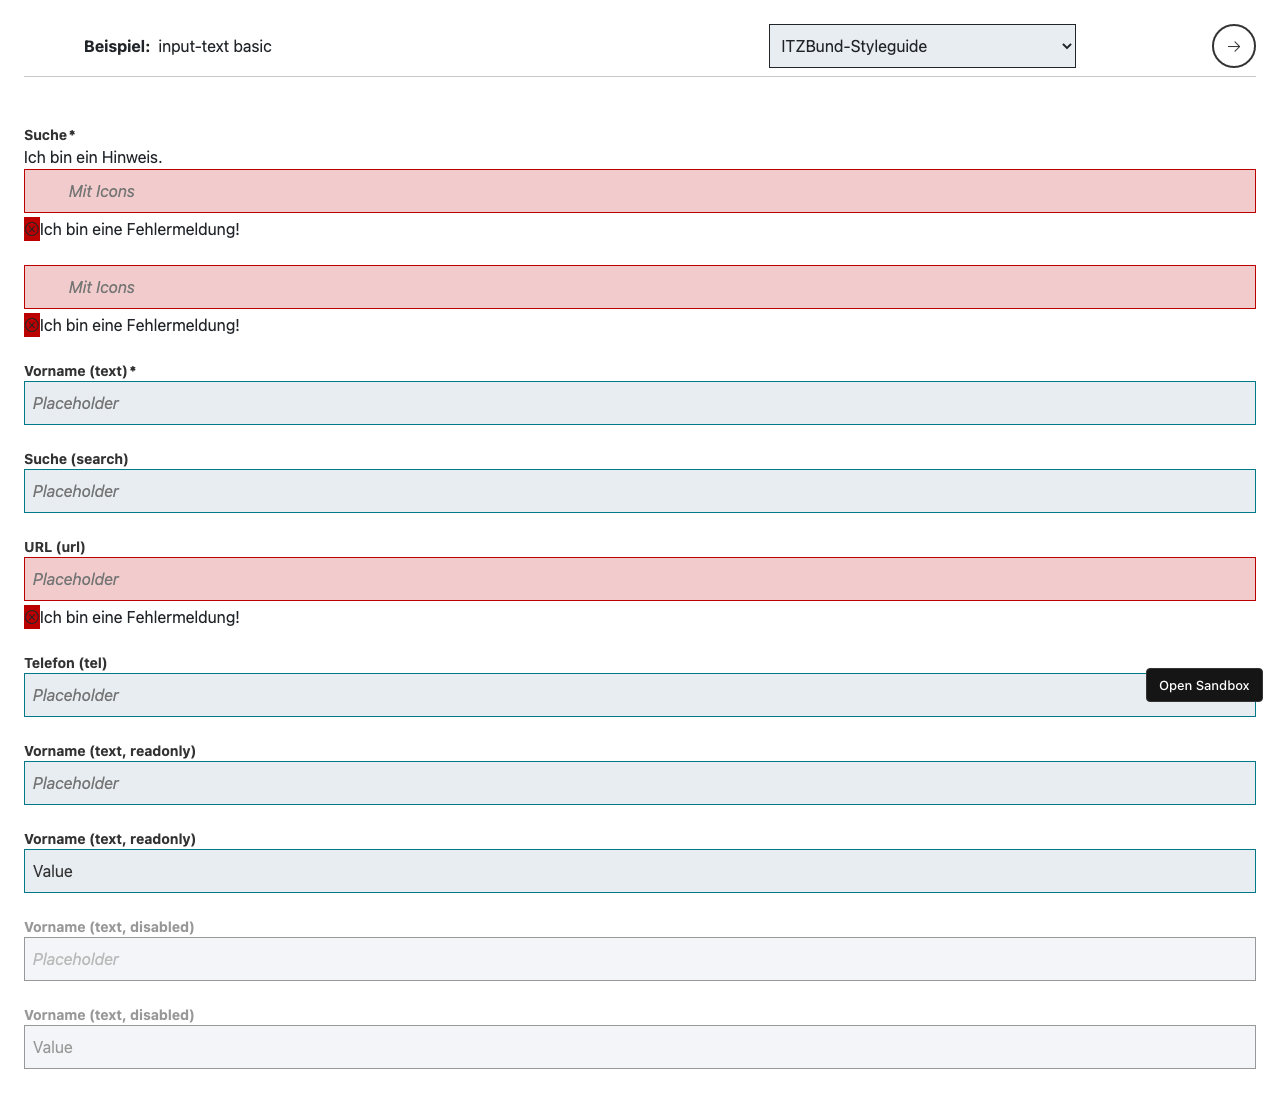 Beispiel: input-text basic
ITZBund-Styleguide
Suche*
Ich bin ein Hinweis.
Mit Icons
Ich bin eine Fehlermeldung!
Mit Icons
Ich bin eine Fehlermeldung!
Vorname (text)*
Placeholder
Suche (search)
Placeholder
URL (url)
Placeholder
Ich bin eine Fehlermeldung!
Telefon (tel)
Placeholder
Open Sandbox
Vorname (text, readonly)
Placeholder
Vorname (text, readonly)
Value
Vorname (text, disabled)
Placeholder
Vorname (text, disabled)
Value